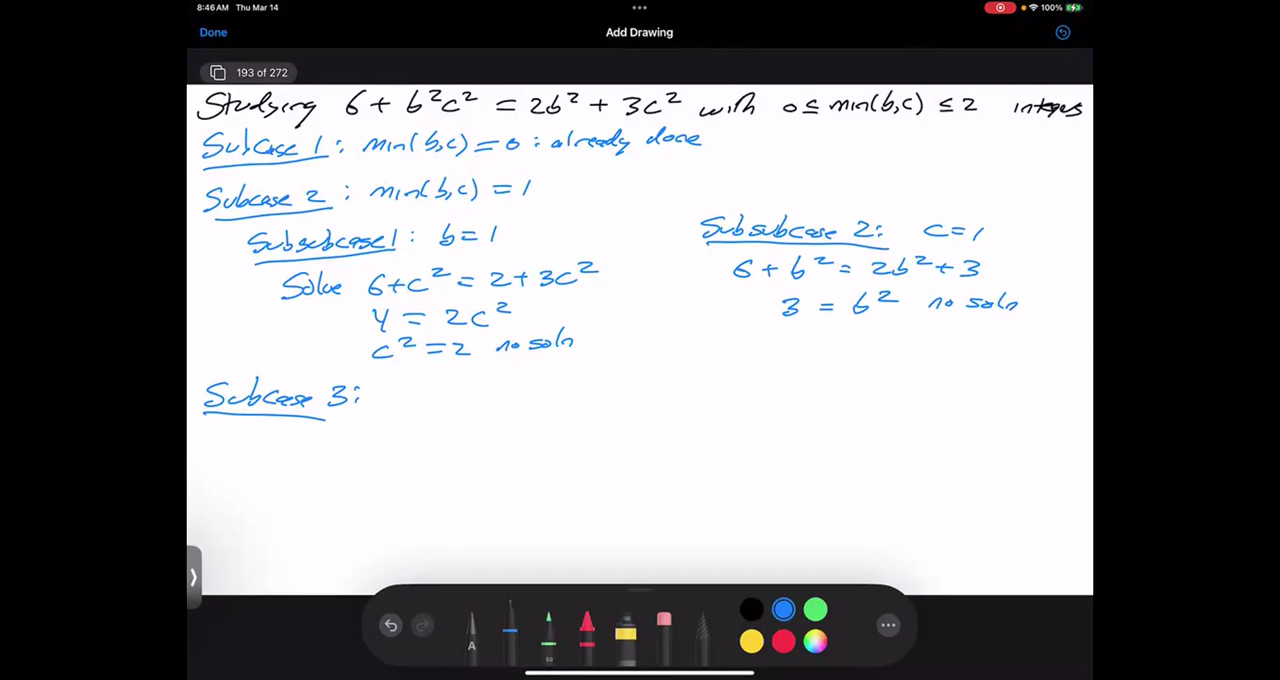 8:46 AM Thu Mar 14
100%
Done
Add Drawing
193 of 272
Studying 6 + b²c² = 2b² + 3c² with 0 ≤ min(b,c) ≤ 2 integers
Subcase 1: min(b,c) = 0 : already done
Subcase 2 : min(b,c) = 1
Subsubcase 1 : b = 1
Solve 6 + c² = 2 + 3c²
4 = 2c²
c² = 2 no soln
Subsubcase 2: c = 1
6 + b² = 2b² + 3
3 = b² no soln
Subcase 3:
A